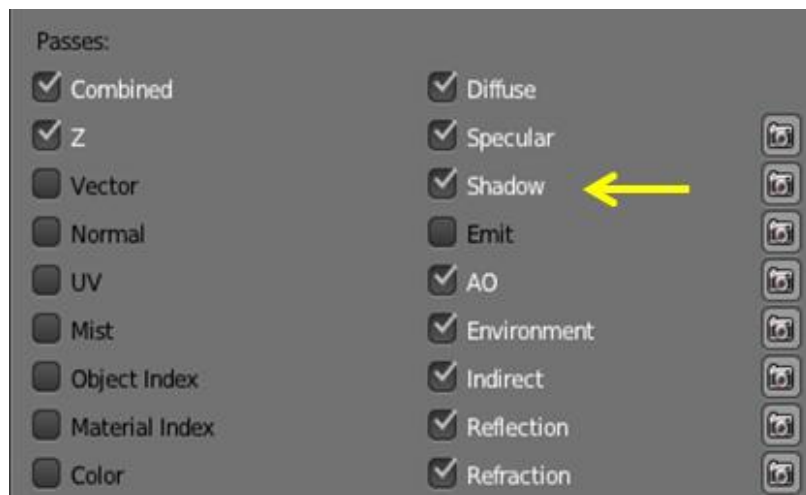 Passes:
Combined
Diffuse
Z
Specular
Vector
Shadow
Normal
Emit
UV
AO
Mist
Environment
Object Index
Indirect
Material Index
Reflection
Color
Refraction